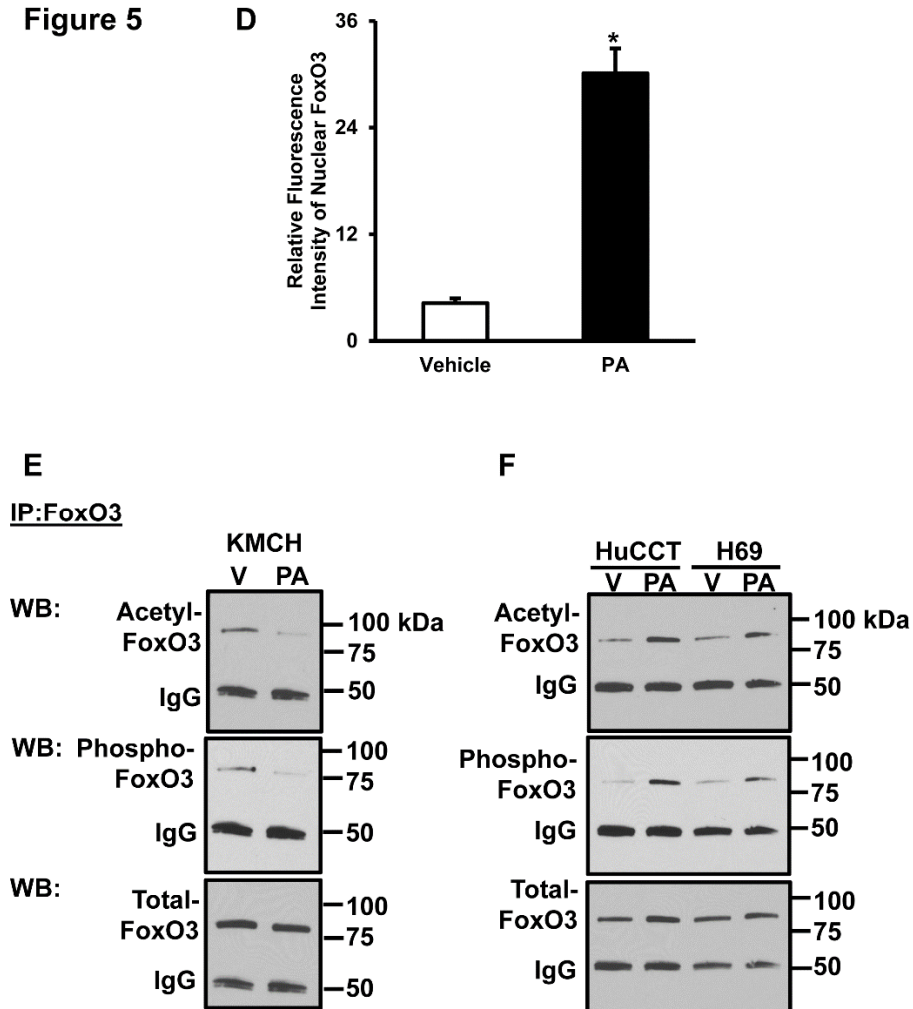 Figure 5
D
Relative Fluorescence
Intensity of Nuclear FoxO3
36
24
12
0
*
Vehicle PA
E
IP:FoxO3
KMCH
V PA
WB: Acetyl-
FoxO3
IgG
100 kDa
75
50
WB: Phospho-
FoxO3
IgG
100
75
50
WB: Total-
FoxO3
IgG
100
75
50
F
HuCCT H69
V PA V PA
Acetyl-
FoxO3
IgG
100 kDa
75
50
Phospho-
FoxO3
IgG
100
75
50
Total-
FoxO3
IgG
100
75
50